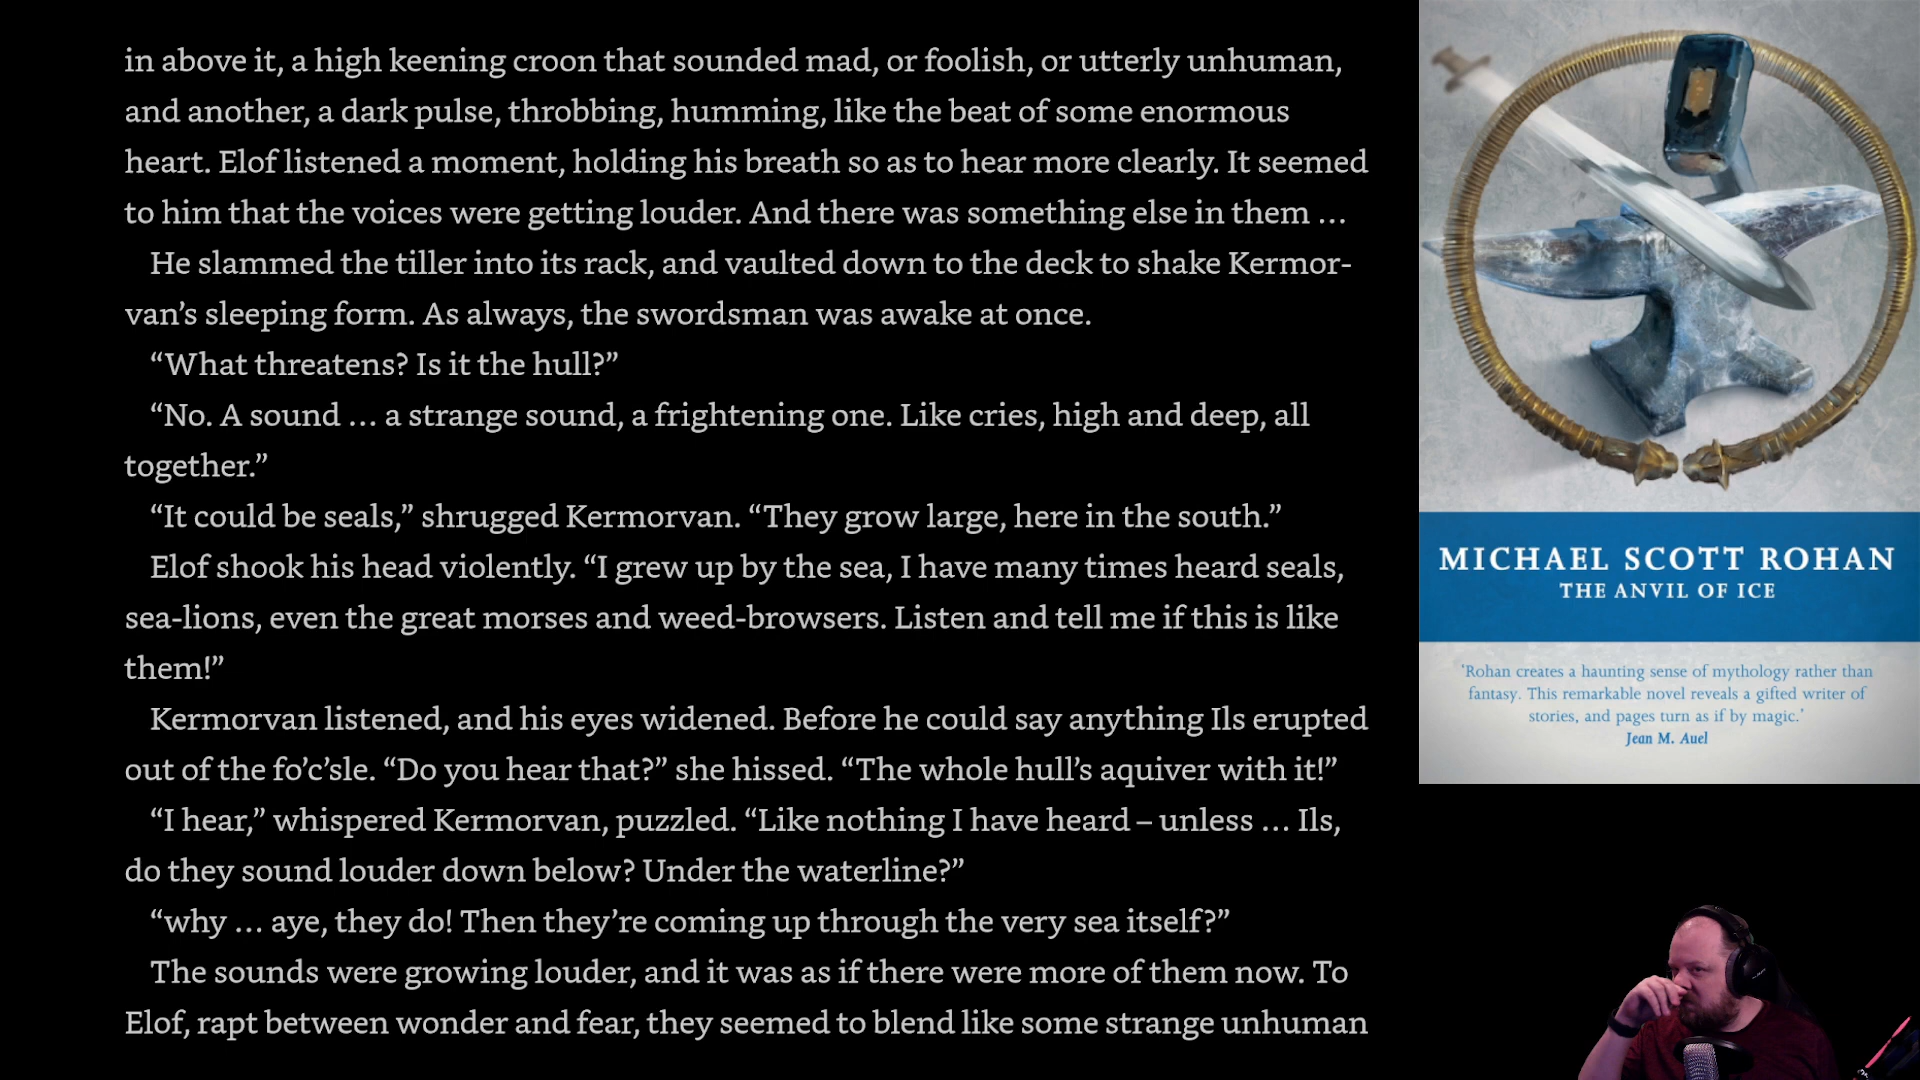 in above it, a high keening croon that sounded mad, or foolish, or utterly unhuman,
and another, a dark pulse, throbbing, humming, like the beat of some enormous
heart. Elof listened a moment, holding his breath so as to hear more clearly. It seemed
to him that the voices were getting louder. And there was something else in them …
He slammed the tiller into its rack, and vaulted down to the deck to shake Kermor-
van’s sleeping form. As always, the swordsman was awake at once.
“What threatens? Is it the hull?”
“No. A sound … a strange sound, a frightening one. Like cries, high and deep, all
together.”
“It could be seals,” shrugged Kermorvan. “They grow large, here in the south.”
Elof shook his head violently. “I grew up by the sea, I have many times heard seals,
sea-lions, even the great morses and weed-browsers. Listen and tell me if this is like
them!”
Kermorvan listened, and his eyes widened. Before he could say anything Ils erupted
out of the fo’c’sle. “Do you hear that?” she hissed. “The whole hull’s aquiver with it!”
“I hear,” whispered Kermorvan, puzzled. “Like nothing I have heard – unless … Ils,
do they sound louder down below? Under the waterline?”
“why … aye, they do! Then they’re coming up through the very sea itself?”
The sounds were growing louder, and it was as if there were more of them now. To
Elof, rapt between wonder and fear, they seemed to blend like some strange unhuman
MICHAEL SCOTT ROHAN
THE ANVIL OF ICE
‘Rohan creates a haunting sense of mythology rather than
fantasy. This remarkable novel reveals a gifted writer of
stories, and pages turn as if by magic.’
Jean M. Auel